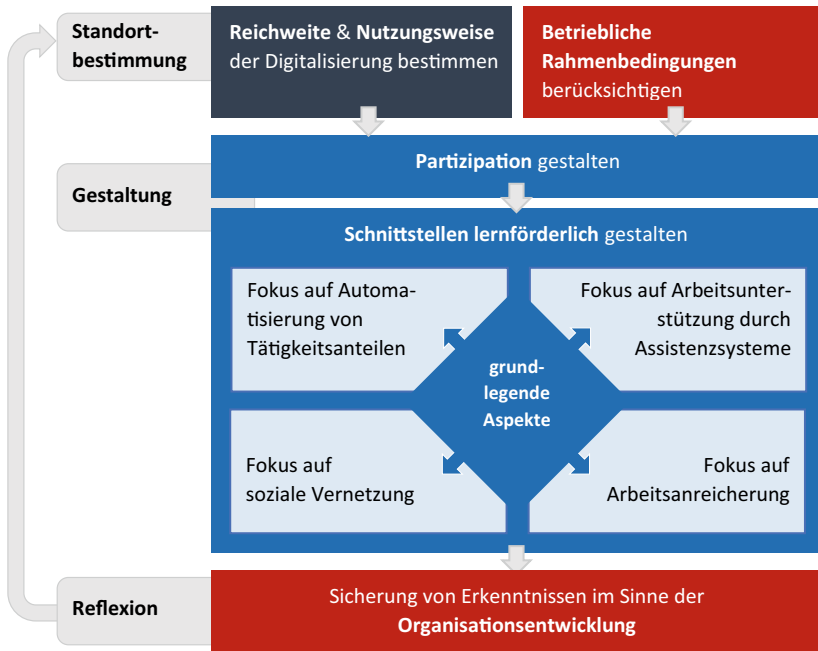 Standort-
bestimmung
Reichweite & Nutzungsweise
der Digitalisierung bestimmen
Betriebliche
Rahmenbedingungen
berücksichtigen
Gestaltung
Partizipation gestalten
Schnittstellen lernförderlich gestalten
Fokus auf Automa-
tisierung von
Tätigkeitsanteilen
Fokus auf Arbeitsunter-
stützung durch
Assistenzsysteme
grund-
legende
Aspekte
Fokus auf
soziale Vernetzung
Fokus auf
Arbeitsanreicherung
Reflexion
Sicherung von Erkenntnissen im Sinne der
Organisationsentwicklung